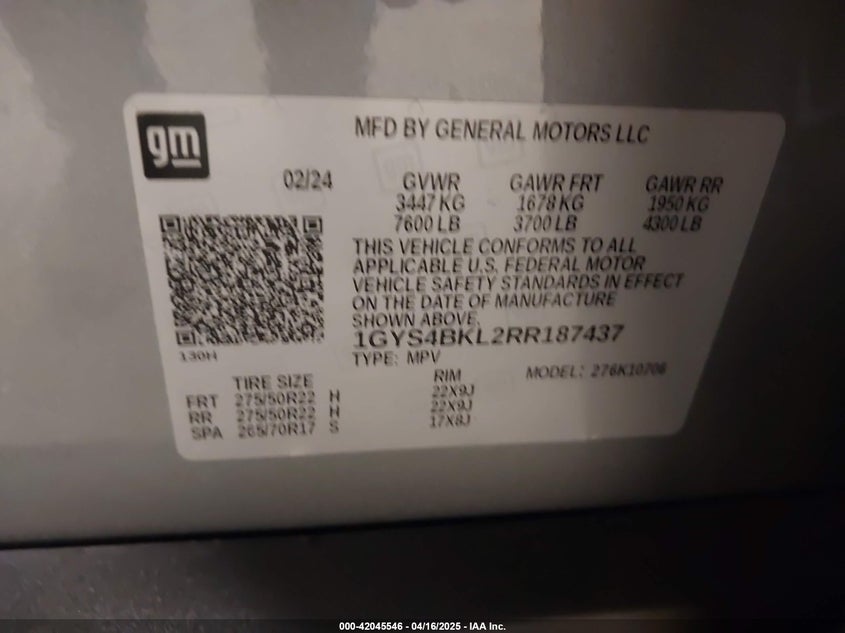 gm
MFD BY GENERAL MOTORS LLC
02/24
GVWR GAWR FRT GAWR RR
3447 KG 1678 KG 1950 KG
7600 LB 3700 LB 4300 LB
THIS VEHICLE CONFORMS TO ALL
APPLICABLE U.S. FEDERAL MOTOR
VEHICLE SAFETY STANDARDS IN EFFECT
ON THE DATE OF MANUFACTURE
SHOWN ABOVE.
1GYS4BKL2RR187437
130H
TYPE: MPV
MODEL: 276K10706
TIRE SIZE RIM
FRT 275/50R22 H 22X9J
RR 275/50R22 H 22X9J
SPA 265/70R17 S 17X8J
000-42045546 - 04/16/2025 - IAA Inc.